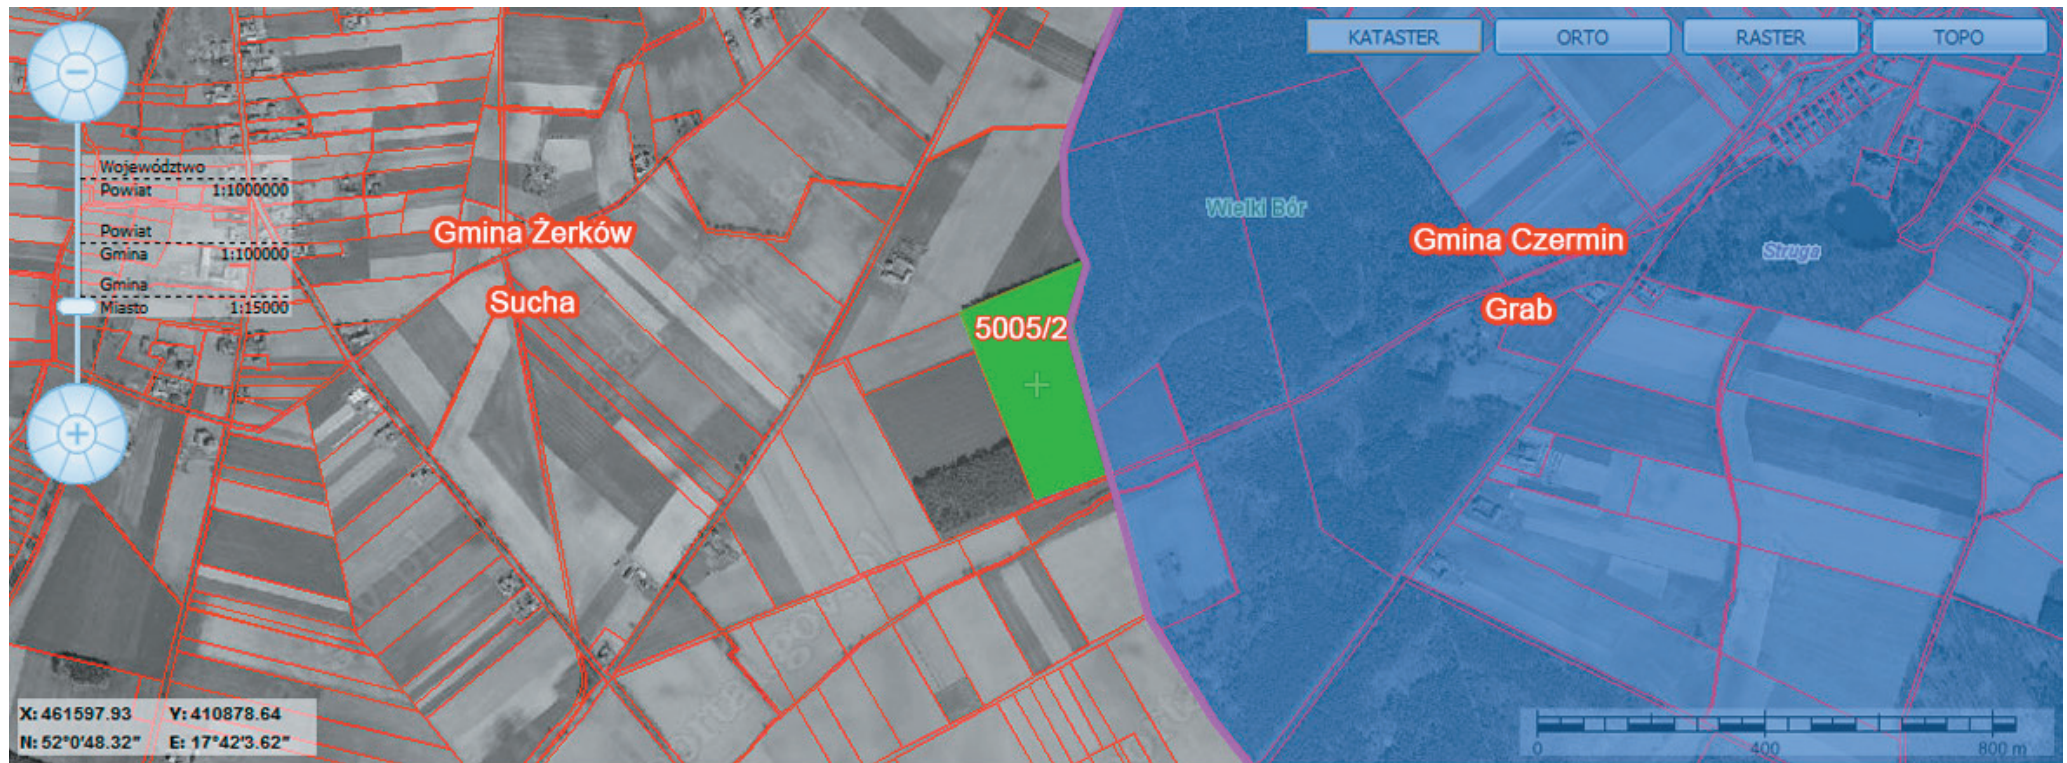 KATASTER ORTO RASTER TOPO
Województwo
Powiat 1:1000000
Powiat
Gmina 1:100000
Gmina
Miasto 1:15000
Wielki Bór
Gmina Żerków
Gmina Czermin
Struga
Sucha
Grab
5005/2
X: 461597.93 Y: 410878.64
N: 52°0'48.32" E: 17°42'3.62"
0 400 800 m